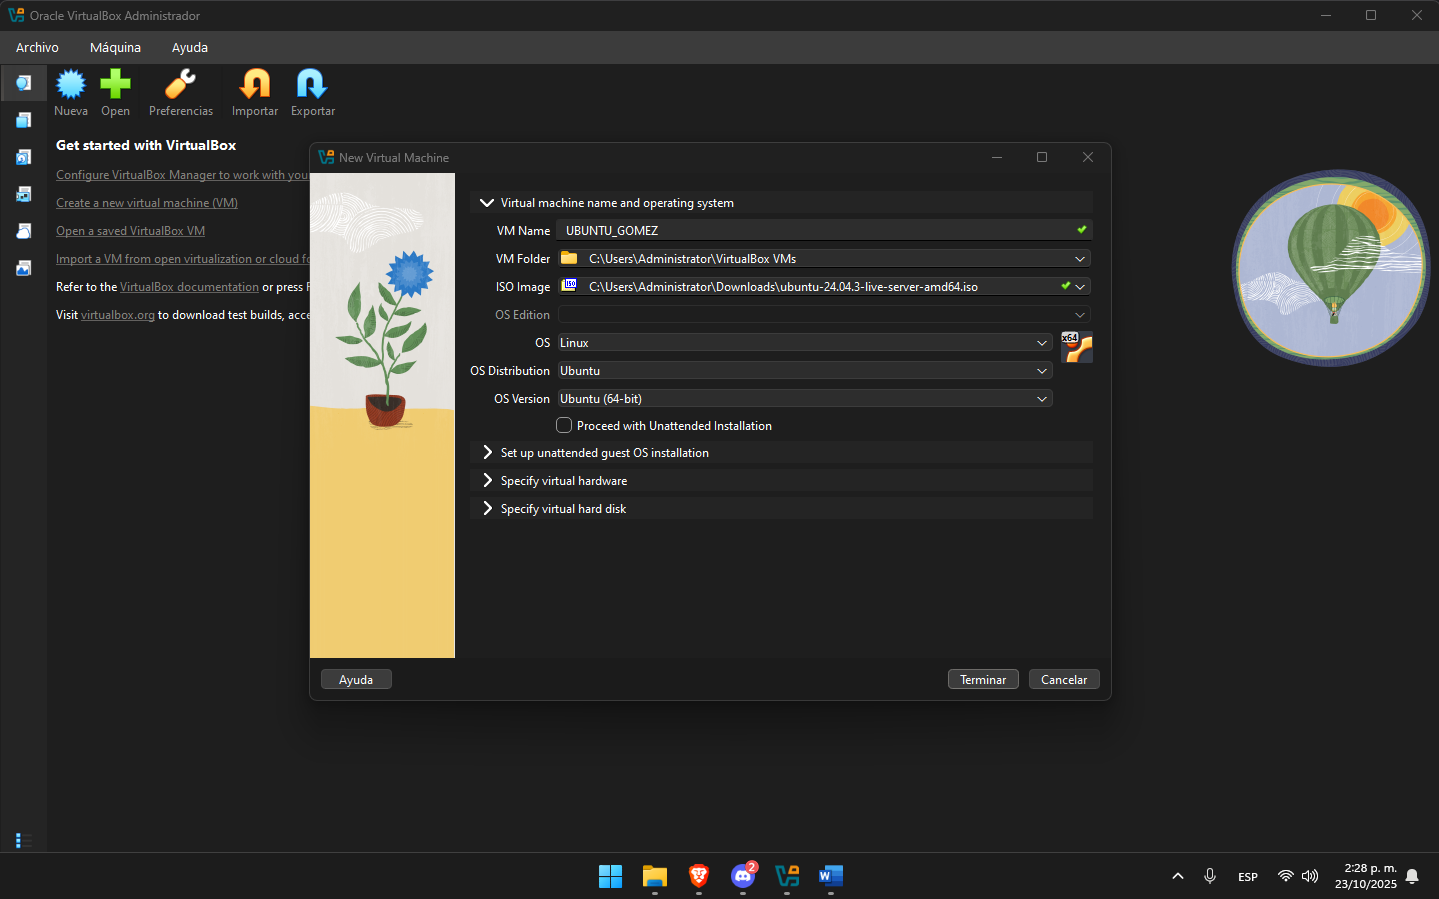 Oracle VirtualBox Administrador
Archivo Máquina Ayuda
Nueva Open Preferencias Importar Exportar
Get started with VirtualBox
Configure VirtualBox Manager to work with your
Create a new virtual machine (VM)
Open a saved VirtualBox VM
Import a VM from open virtualization or cloud fo
Refer to the VirtualBox documentation or press F
Visit virtualbox.org to download test builds, acce
New Virtual Machine
Virtual machine name and operating system
VM Name UBUNTU_GOMEZ
VM Folder C:\Users\Administrator\VirtualBox VMs
ISO Image ISO C:\Users\Administrator\Downloads\ubuntu-24.04.3-live-server-amd64.iso
OS Edition
OS Linux x64
OS Distribution Ubuntu
OS Version Ubuntu (64-bit)
Proceed with Unattended Installation
Set up unattended guest OS installation
Specify virtual hardware
Specify virtual hard disk
Ayuda Terminar Cancelar
2
W
ESP
2:28 p. m.
23/10/2025